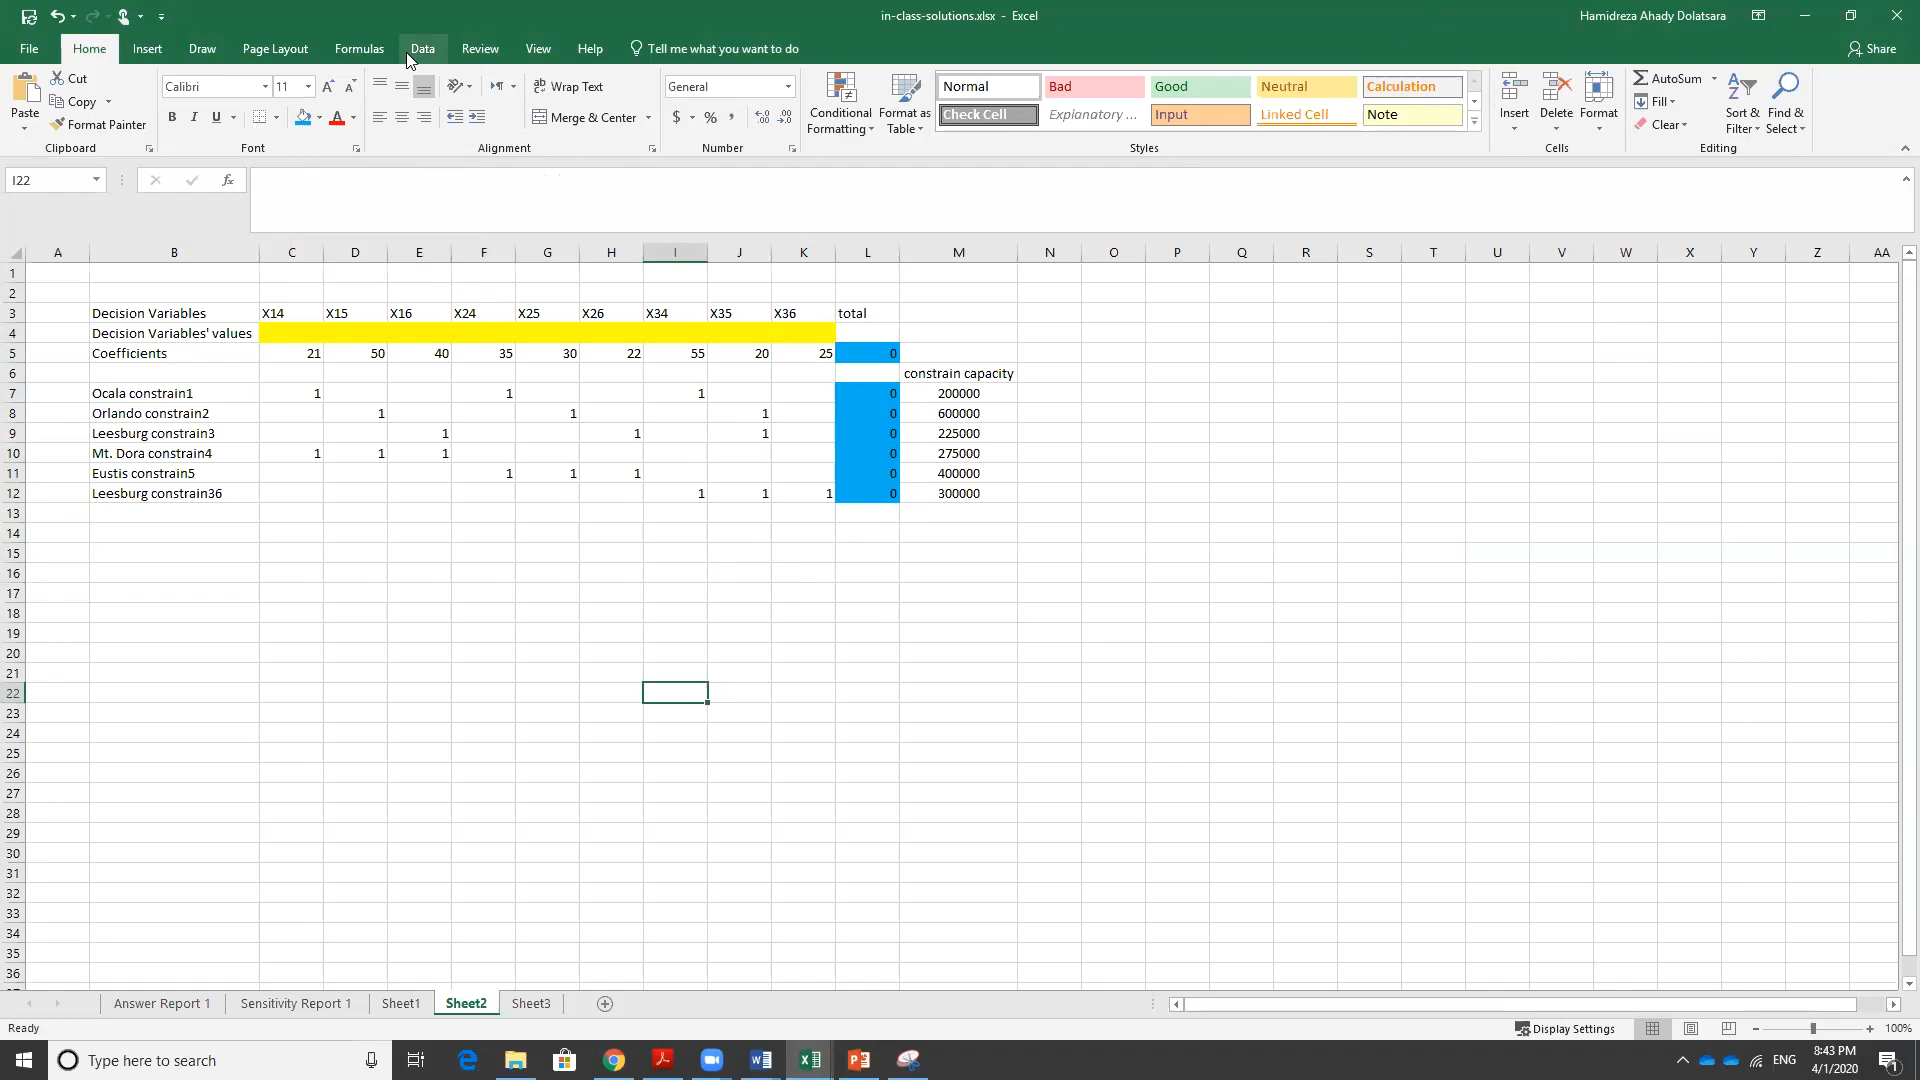 in-class-solutions.xlsx - Excel
Hamidreza Ahady Dolatsara
File Home Insert Draw Page Layout Formulas Data Review View Help Tell me what you want to do Share
Paste Cut Copy Format Painter Clipboard
Calibri 11 B I U Font
Wrap Text Merge & Center Alignment
General $ % , Number
Conditional Formatting Format as Table
Normal Bad Good Neutral Calculation
Check Cell Explanatory ... Input Linked Cell Note
Styles
Insert Delete Format Cells
AutoSum Fill Clear Sort & Filter Find & Select Editing
I22 fx
A B C D E F G H I J K L M N O P Q R S T U V W X Y Z AA
1
2
3 Decision Variables X14 X15 X16 X24 X25 X26 X34 X35 X36 total
4 Decision Variables' values
5 Coefficients 21 50 40 35 30 22 55 20 25 0
6 constrain capacity
7 Ocala constrain1 1 1 1 0 200000
8 Orlando constrain2 1 1 1 0 600000
9 Leesburg constrain3 1 1 1 0 225000
10 Mt. Dora constrain4 1 1 1 0 275000
11 Eustis constrain5 1 1 1 0 400000
12 Leesburg constrain36 1 1 1 0 300000
13
14
15
16
17
18
19
20
21
22
23
24
25
26
27
28
29
30
31
32
33
34
35
36
Answer Report 1 Sensitivity Report 1 Sheet1 Sheet2 Sheet3
Ready Display Settings 100%
Type here to search ENG 8:43 PM
4/1/2020